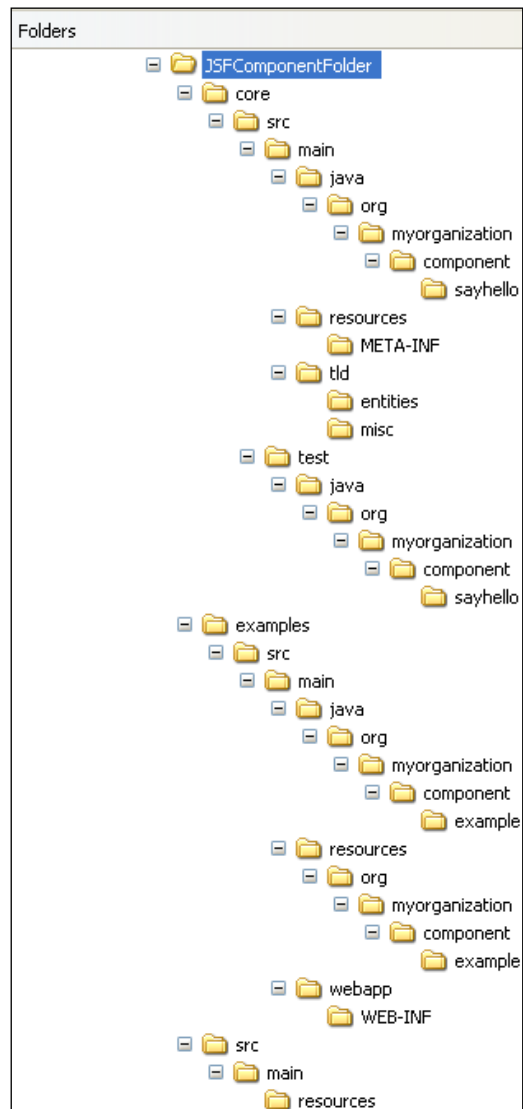 Folders
JSFComponentFolder
core
src
main
java
org
myorganization
component
sayhello
resources
META-INF
tld
entities
misc
test
java
org
myorganization
component
sayhello
examples
src
main
java
org
myorganization
component
example
resources
org
myorganization
component
example
webapp
WEB-INF
src
main
resources